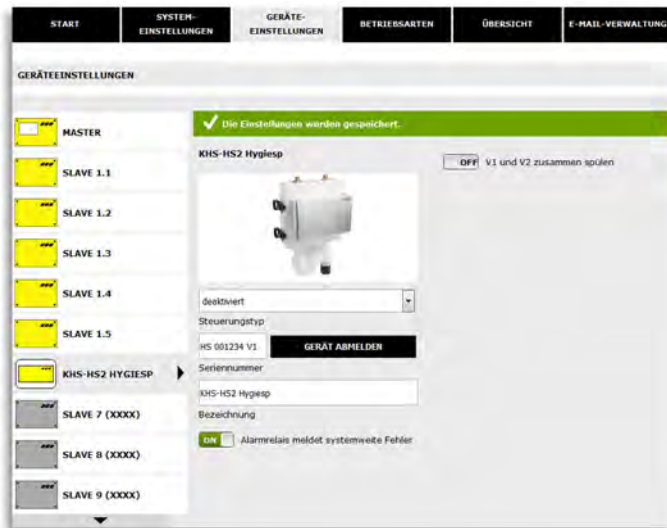 START
SYSTEM-
EINSTELLUNGEN
GERÄTE-
EINSTELLUNGEN
BETRIEBSARTEN
ÜBERSICHT
E-MAIL-VERWALTUNG
GERÄTEEINSTELLUNGEN
MASTER
SLAVE 1.1
SLAVE 1.2
SLAVE 1.3
SLAVE 1.4
SLAVE 1.5
KHS-HS2 HYGIESP
SLAVE 7 (XXXX)
SLAVE 8 (XXXX)
SLAVE 9 (XXXX)
Die Einstellungen wurden gespeichert.
KHS-HS2 Hygiesp
deaktiviert
Steuerungstyp
HS 001234 V1
GERÄT ABMELDEN
Seriennummer
KHS-HS2 Hygiesp
Bezeichnung
ON Alarmrelais meldet systemweite Fehler
OFF V1 und V2 zusammen spülen